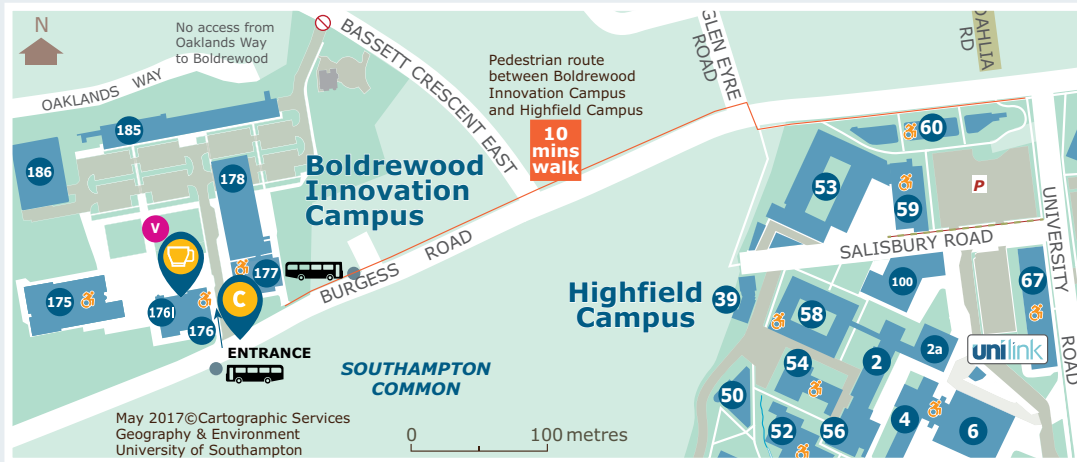 N
No access from
Oaklands Way
to Boldrewood
OAKLANDS WAY
BASSETT CRESCENT EAST
GLEN EYRE
ROAD
DAHLIA
RD
Pedestrian route
between Boldrewood
Innovation Campus
and Highfield Campus
10
mins
walk
185
186
178
Boldrewood
Innovation
Campus
V
177
175
176I
176
C
ENTRANCE
BURGESS ROAD
SOUTHAMPTON
COMMON
60
53
59
P
UNIVERSITY
ROAD
SALISBURY ROAD
Highfield
Campus
39
100
67
58
2
2a
unilink
54
50
52
56
4
6
May 2017©Cartographic Services
Geography & Environment
University of Southampton
0 100 metres